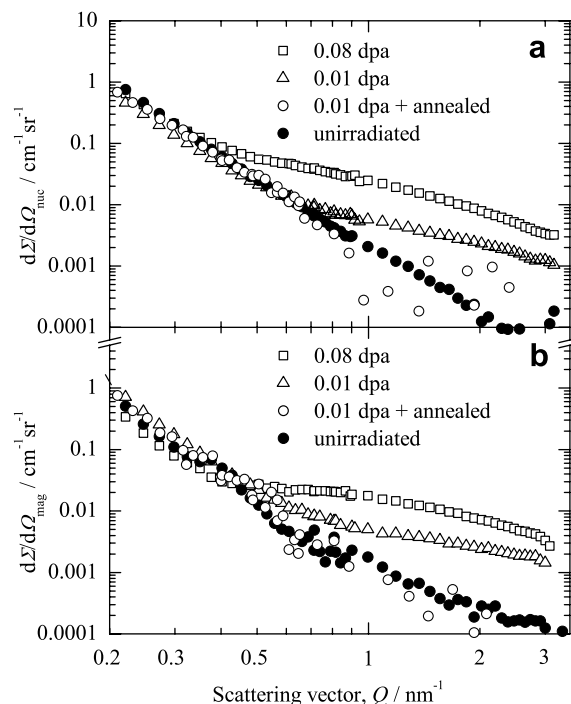 10
1
0.1
0.01
0.001
0.0001
dΣ/dΩnuc / cm⁻¹ sr⁻¹
a
0.08 dpa
0.01 dpa
0.01 dpa + annealed
unirradiated
1
0.1
0.01
0.001
0.0001
dΣ/dΩmag / cm⁻¹ sr⁻¹
b
0.08 dpa
0.01 dpa
0.01 dpa + annealed
unirradiated
0.2 0.3 0.5 1 2 3
Scattering vector, Q / nm⁻¹